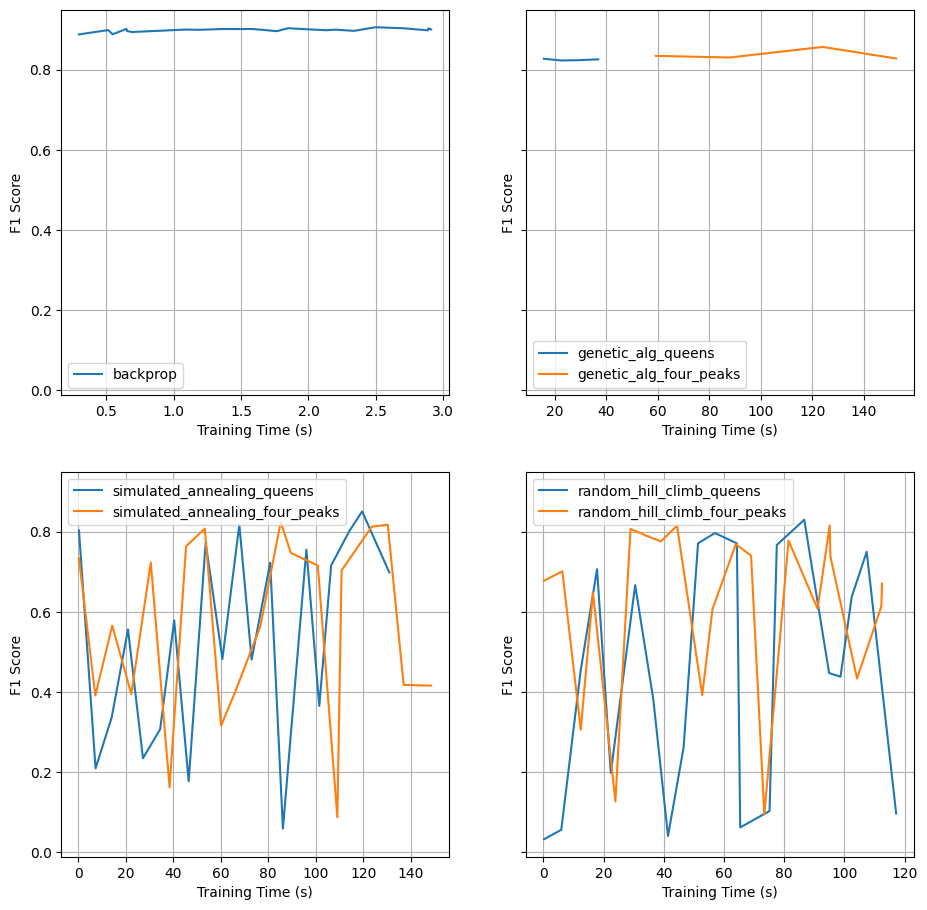 F1 Score
0.8
0.6
0.4
0.2
0.0
backprop
0.5 1.0 1.5 2.0 2.5 3.0
Training Time (s)
F1 Score
genetic_alg_queens
genetic_alg_four_peaks
20 40 60 80 100 120 140
Training Time (s)
F1 Score
0.8
0.6
0.4
0.2
0.0
simulated_annealing_queens
simulated_annealing_four_peaks
0 20 40 60 80 100 120 140
Training Time (s)
F1 Score
random_hill_climb_queens
random_hill_climb_four_peaks
0 20 40 60 80 100 120
Training Time (s)